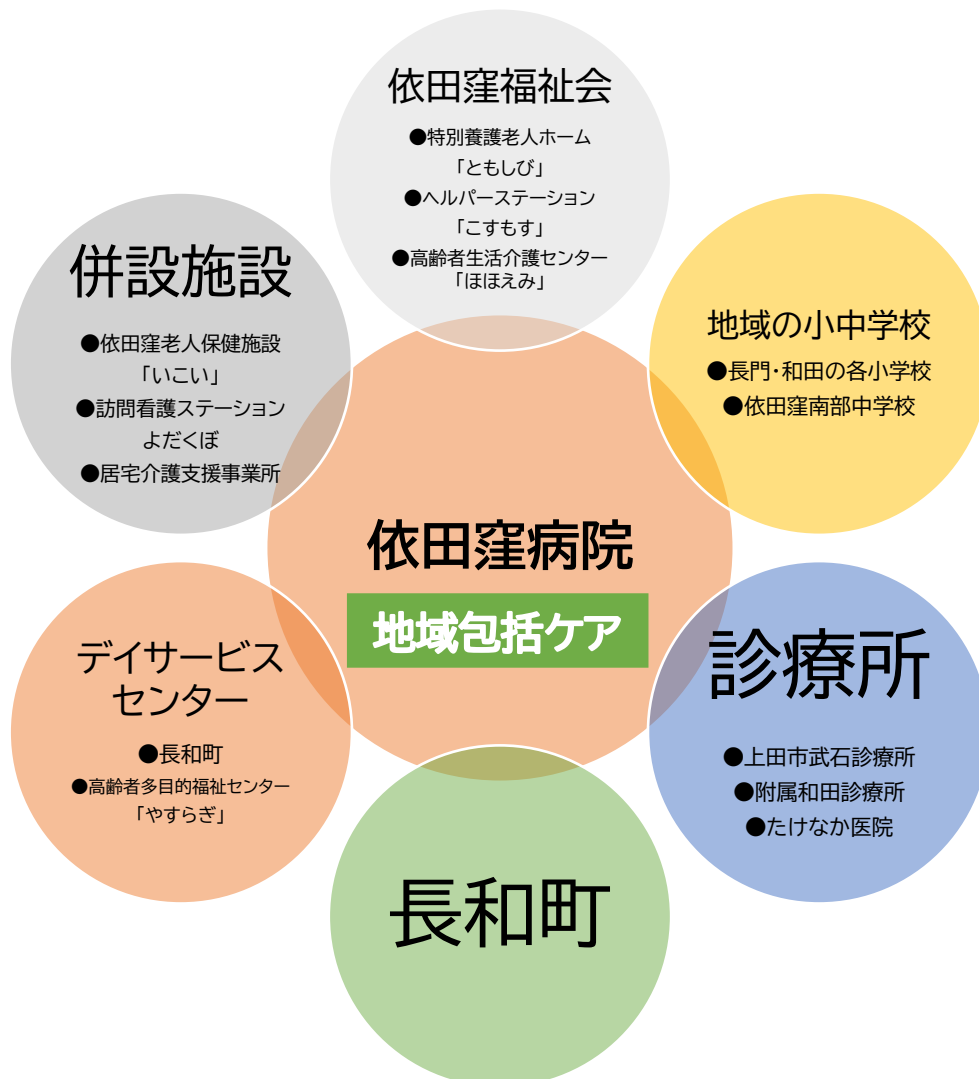 依田窪福祉会
●特別養護老人ホーム
「ともしび」
●ヘルパーステーション
「こすもす」
●高齢者生活介護センター
「ほほえみ」
併設施設
●依田窪老人保健施設
「いこい」
●訪問看護ステーション
よだくぼ
●居宅介護支援事業所
地域の小中学校
●長門・和田の各小学校
●依田窪南部中学校
依田窪病院
地域包括ケア
デイサービス
センター
●長和町
●高齢者多目的福祉センター
「やすらぎ」
診療所
●上田市武石診療所
●附属和田診療所
●たけなか医院
長和町